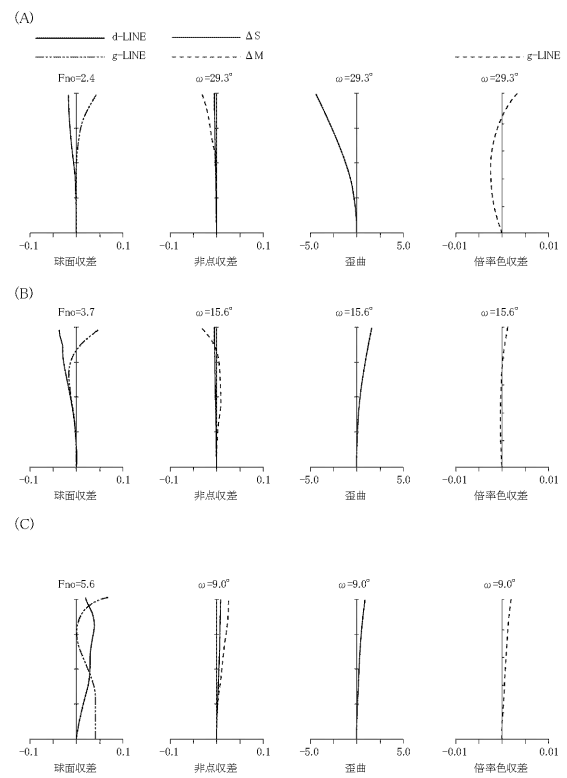 (A)
d-LINE ΔS
g-LINE ΔM g-LINE
Fno=2.4 ω=29.3° ω=29.3° ω=29.3°
-0.1 0.1 -0.1 0.1 -5.0 5.0 -0.01 0.01
球面収差 非点収差 歪曲 倍率色収差
(B)
Fno=3.7 ω=15.6° ω=15.6° ω=15.6°
-0.1 0.1 -0.1 0.1 -5.0 5.0 -0.01 0.01
球面収差 非点収差 歪曲 倍率色収差
(C)
Fno=5.6 ω=9.0° ω=9.0° ω=9.0°
-0.1 0.1 -0.1 0.1 -5.0 5.0 -0.01 0.01
球面収差 非点収差 歪曲 倍率色収差